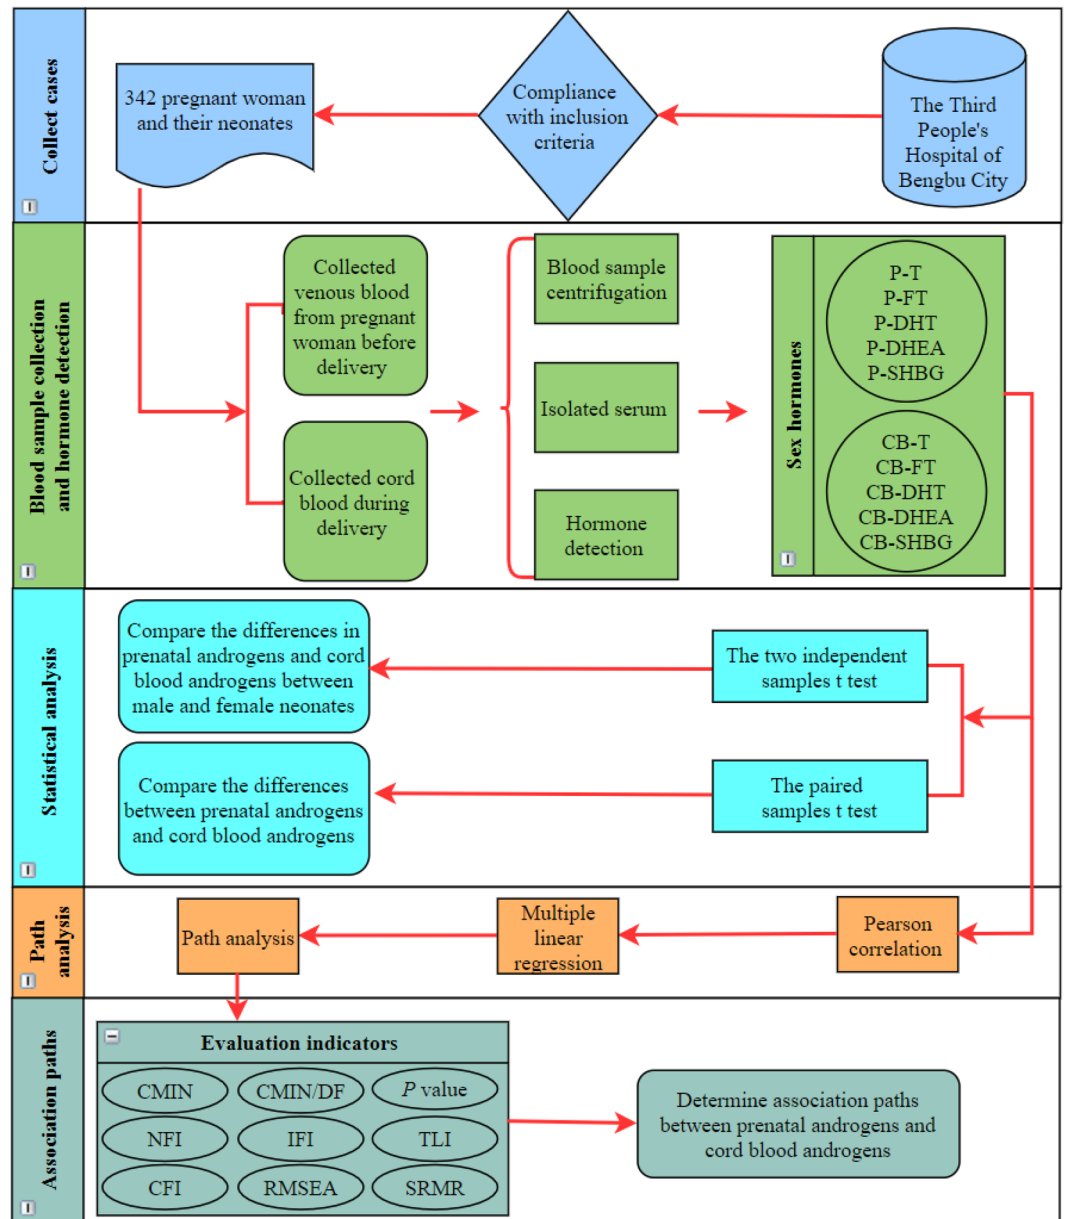 Collect cases
342 pregnant woman
and their neonates
Compliance
with inclusion
criteria
The Third
People's
Hospital of
Bengbu City
Blood sample collection
and hormone detection
Collected
venous blood
from pregnant
woman before
delivery
Collected cord
blood during
delivery
Blood sample
centrifugation
Isolated serum
Hormone
detection
Sex hormones
P-T
P-FT
P-DHT
P-DHEA
P-SHBG
CB-T
CB-FT
CB-DHT
CB-DHEA
CB-SHBG
Statistical analysis
Compare the differences in
prenatal androgens and cord
blood androgens between
male and female neonates
The two independent
samples t test
Compare the differences
between prenatal androgens
and cord blood androgens
The paired
samples t test
Path
analysis
Path analysis
Multiple
linear
regression
Pearson
correlation
Association paths
Evaluation indicators
CMIN
CMIN/DF
P value
NFI
IFI
TLI
CFI
RMSEA
SRMR
Determine association paths
between prenatal androgens and
cord blood androgens